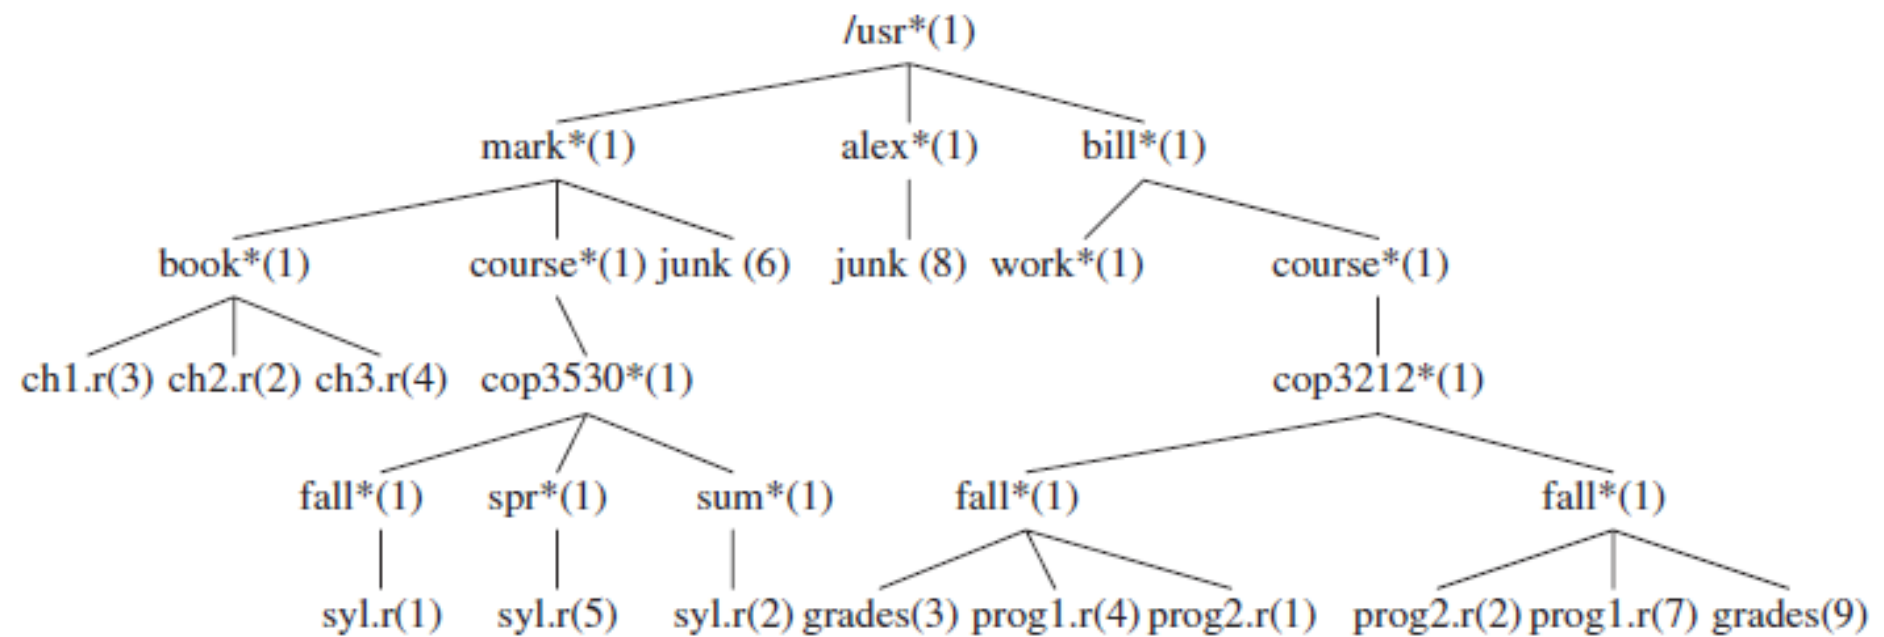 /usr*(1)
mark*(1) alex*(1) bill*(1)
book*(1) course*(1) junk (6) junk (8) work*(1) course*(1)
ch1.r(3) ch2.r(2) ch3.r(4) cop3530*(1) cop3212*(1)
fall*(1) spr*(1) sum*(1) fall*(1) fall*(1)
syl.r(1) syl.r(5) syl.r(2) grades(3) prog1.r(4) prog2.r(1) prog2.r(2) prog1.r(7) grades(9)